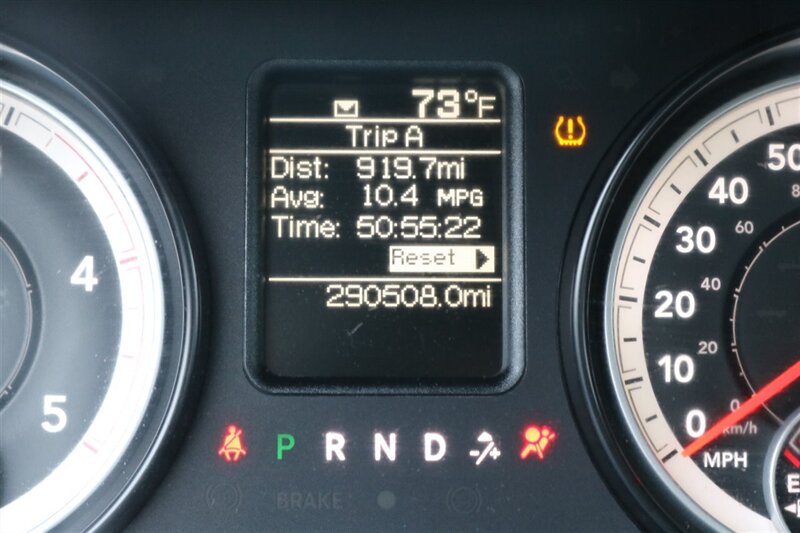 73°F
Trip A
Dist: 919.7mi
Avg: 10.4 MPG
Time: 50:55:22
Reset
290508.0mi
4
5
50
40
30
20
10
0
60
40
20
0
km/h
MPH
P R N D
BRAKE
E